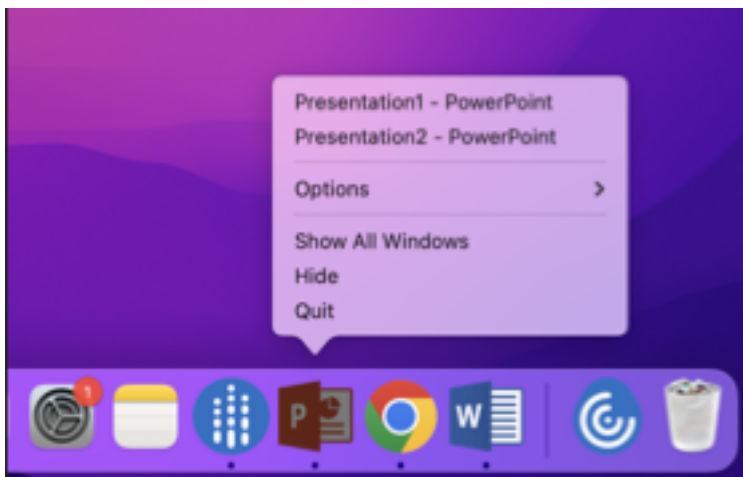 Presentation1 - PowerPoint
Presentation2 - PowerPoint
Options
Show All Windows
Hide
Quit
1
P
W